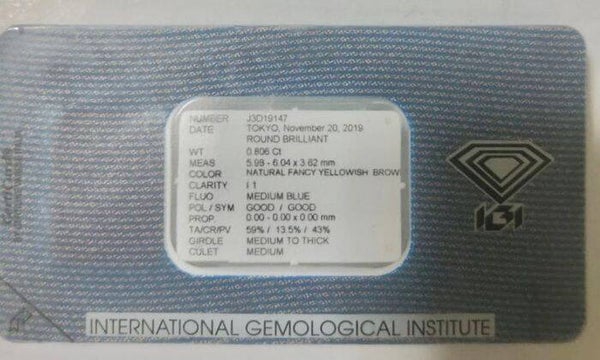 NUMBER J3D19147
DATE TOKYO, November 20, 2019
ROUND BRILLIANT
WT 0.806 Ct
MEAS 5.98 - 6.04 x 3.62 mm
COLOR NATURAL FANCY YELLOWISH BROW
CLARITY I 1
FLUO MEDIUM BLUE
POL / SYM GOOD / GOOD
PROP 0.00 - 0.00 x 0.00 mm
TA/CR/PV 59% / 13.5% / 43%
GIRDLE MEDIUM TO THICK
CULET MEDIUM
IGI
INTERNATIONAL GEMOLOGICAL INSTITUTE